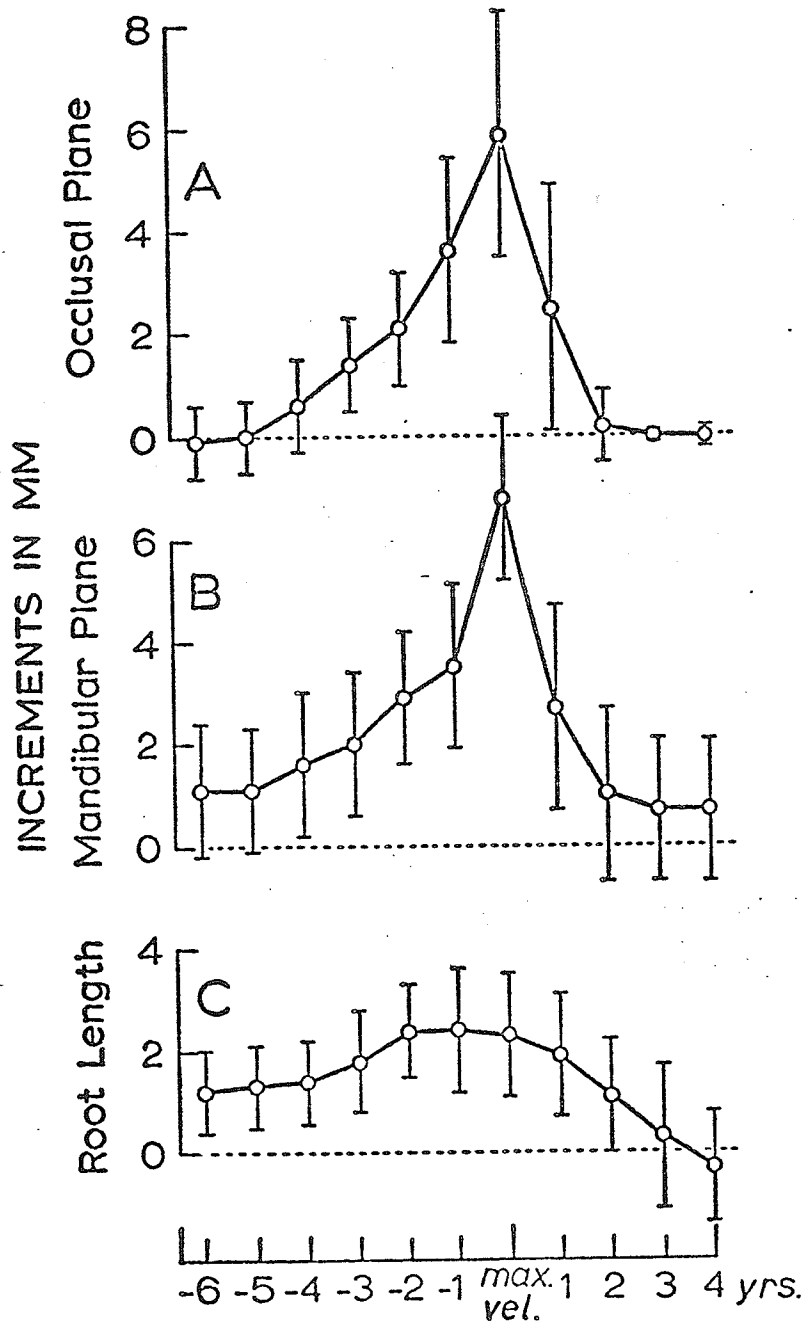 INCREMENTS IN MM
Occlusal Plane
A
8
6
4
2
0
Mandibular Plane
B
6
4
2
0
Root Length
C
4
2
0
-6 -5 -4 -3 -2 -1 max. vel. 1 2 3 4 yrs.